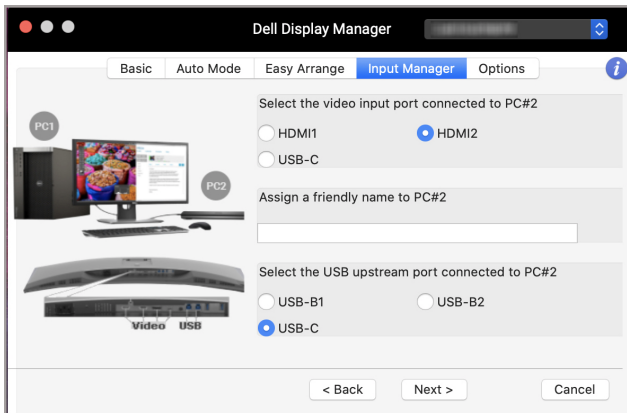 Dell Display Manager
Basic Auto Mode Easy Arrange Input Manager Options i
Select the video input port connected to PC#2
PC1
HDMI1 HDMI2
USB-C
PC2
Assign a friendly name to PC#2
Select the USB upstream port connected to PC#2
USB-B1 USB-B2
Video USB
USB-C
< Back Next > Cancel